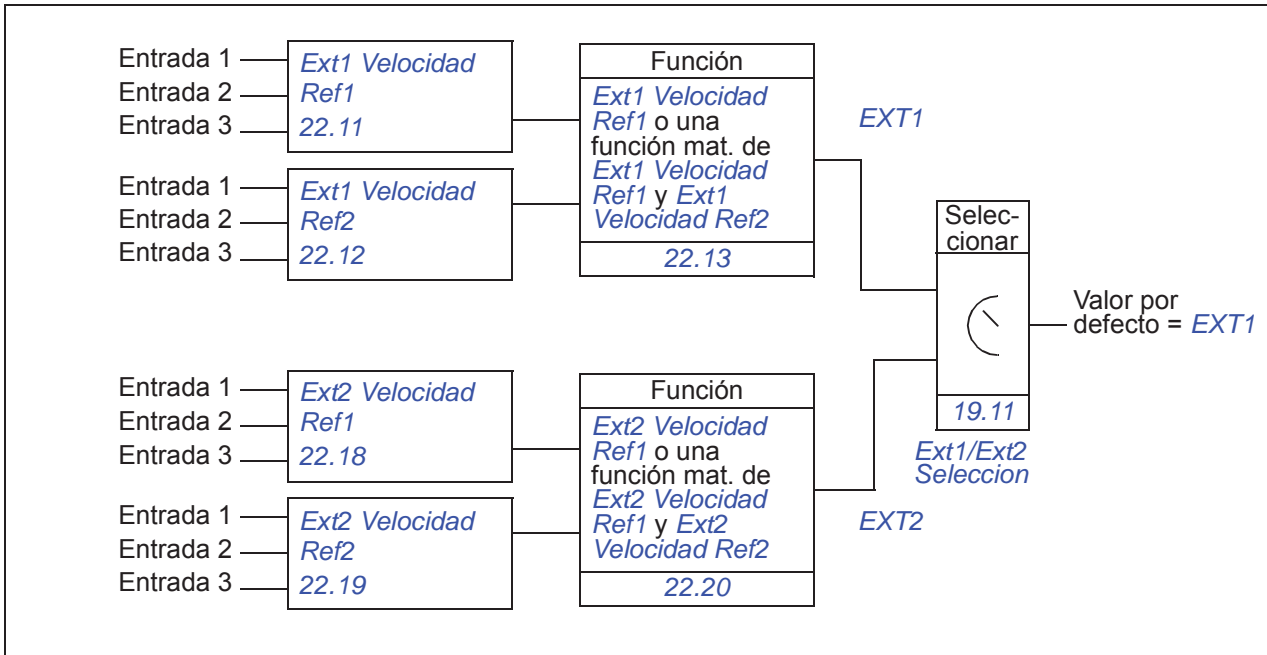 Entrada 1
Entrada 2
Entrada 3
Ext1 Velocidad
Ref1
22.11
Entrada 1
Entrada 2
Entrada 3
Ext1 Velocidad
Ref2
22.12
Función
Ext1 Velocidad
Ref1 o una
función mat. de
Ext1 Velocidad
Ref1 y Ext1
Velocidad Ref2
22.13
EXT1
Entrada 1
Entrada 2
Entrada 3
Ext2 Velocidad
Ref1
22.18
Entrada 1
Entrada 2
Entrada 3
Ext2 Velocidad
Ref2
22.19
Función
Ext2 Velocidad
Ref1 o una
función mat. de
Ext2 Velocidad
Ref1 y Ext2
Velocidad Ref2
22.20
EXT2
Selec-
cionar
19.11
Ext1/Ext2
Seleccion
Valor por
defecto = EXT1